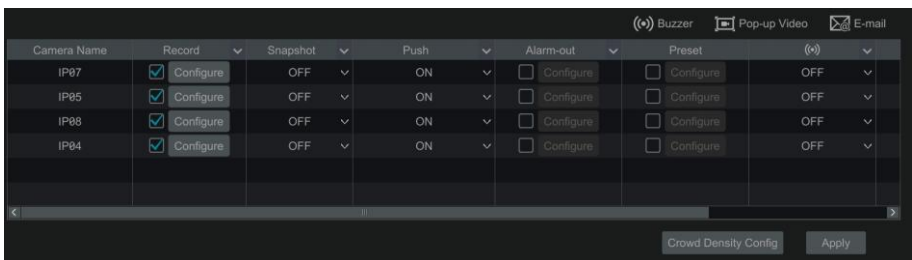 Buzzer Pop-up Video E-mail
Camera Name Record Snapshot Push Alarm-out Preset
IP07 Configure OFF ON Configure Configure OFF
IP05 Configure OFF ON Configure Configure OFF
IP08 Configure OFF ON Configure Configure OFF
IP04 Configure OFF ON Configure Configure OFF
Crowd Density Config Apply